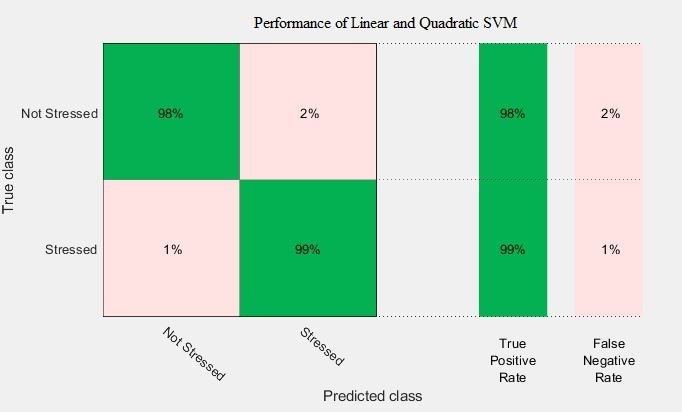 Performance of Linear and Quadratic SVM
True class
Not Stressed
98%
2%
98%
2%
Stressed
1%
99%
99%
1%
Not Stressed
Stressed
True
Positive
Rate
False
Negative
Rate
Predicted class